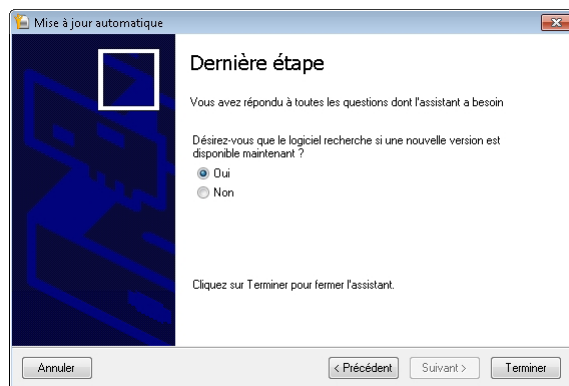 Mise à jour automatique
Dernière étape
Vous avez répondu à toutes les questions dont l'assistant a besoin
Désirez-vous que le logiciel recherche si une nouvelle version est
disponible maintenant ?
Oui
Non
Cliquez sur Terminer pour fermer l'assistant.
Annuler
< Précédent
Suivant >
Terminer